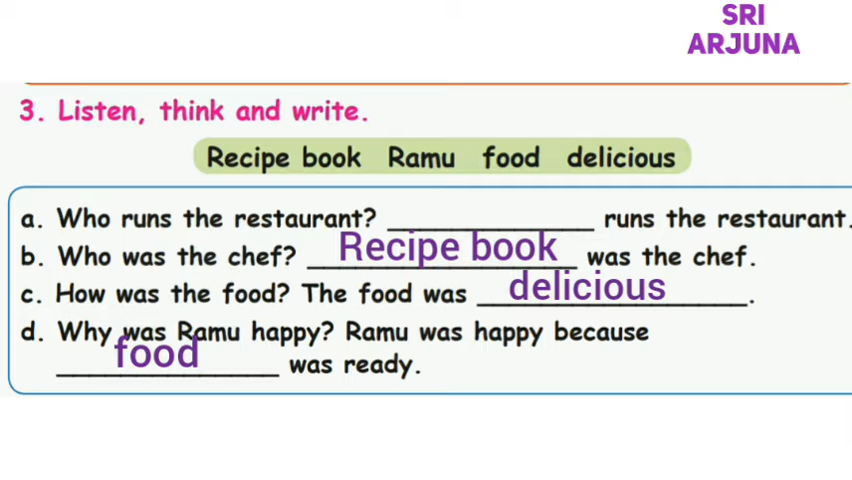 SRI
ARJUNA
3. Listen, think and write.
Recipe book Ramu food delicious
a. Who runs the restaurant? ______________ runs the restaurant.
b. Who was the chef? Recipe book was the chef.
c. How was the food? The food was delicious.
d. Why was Ramu happy? Ramu was happy because
food was ready.